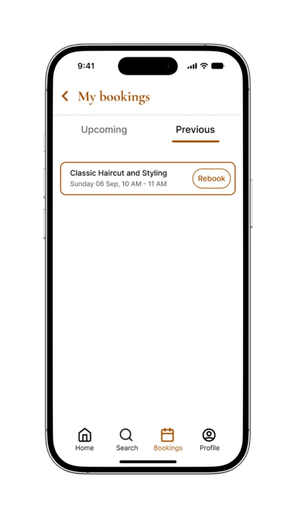 9:41
My bookings
Upcoming Previous
Classic Haircut and Styling
Sunday 06 Sep, 10 AM - 11 AM
Rebook
Home Search Bookings Profile